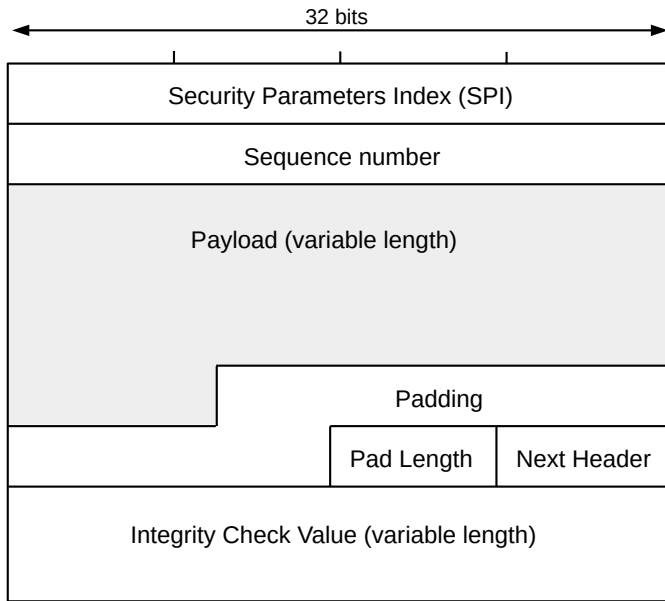 32 bits
Security Parameters Index (SPI)
Sequence number
Payload (variable length)
Padding
Pad Length
Next Header
Integrity Check Value (variable length)